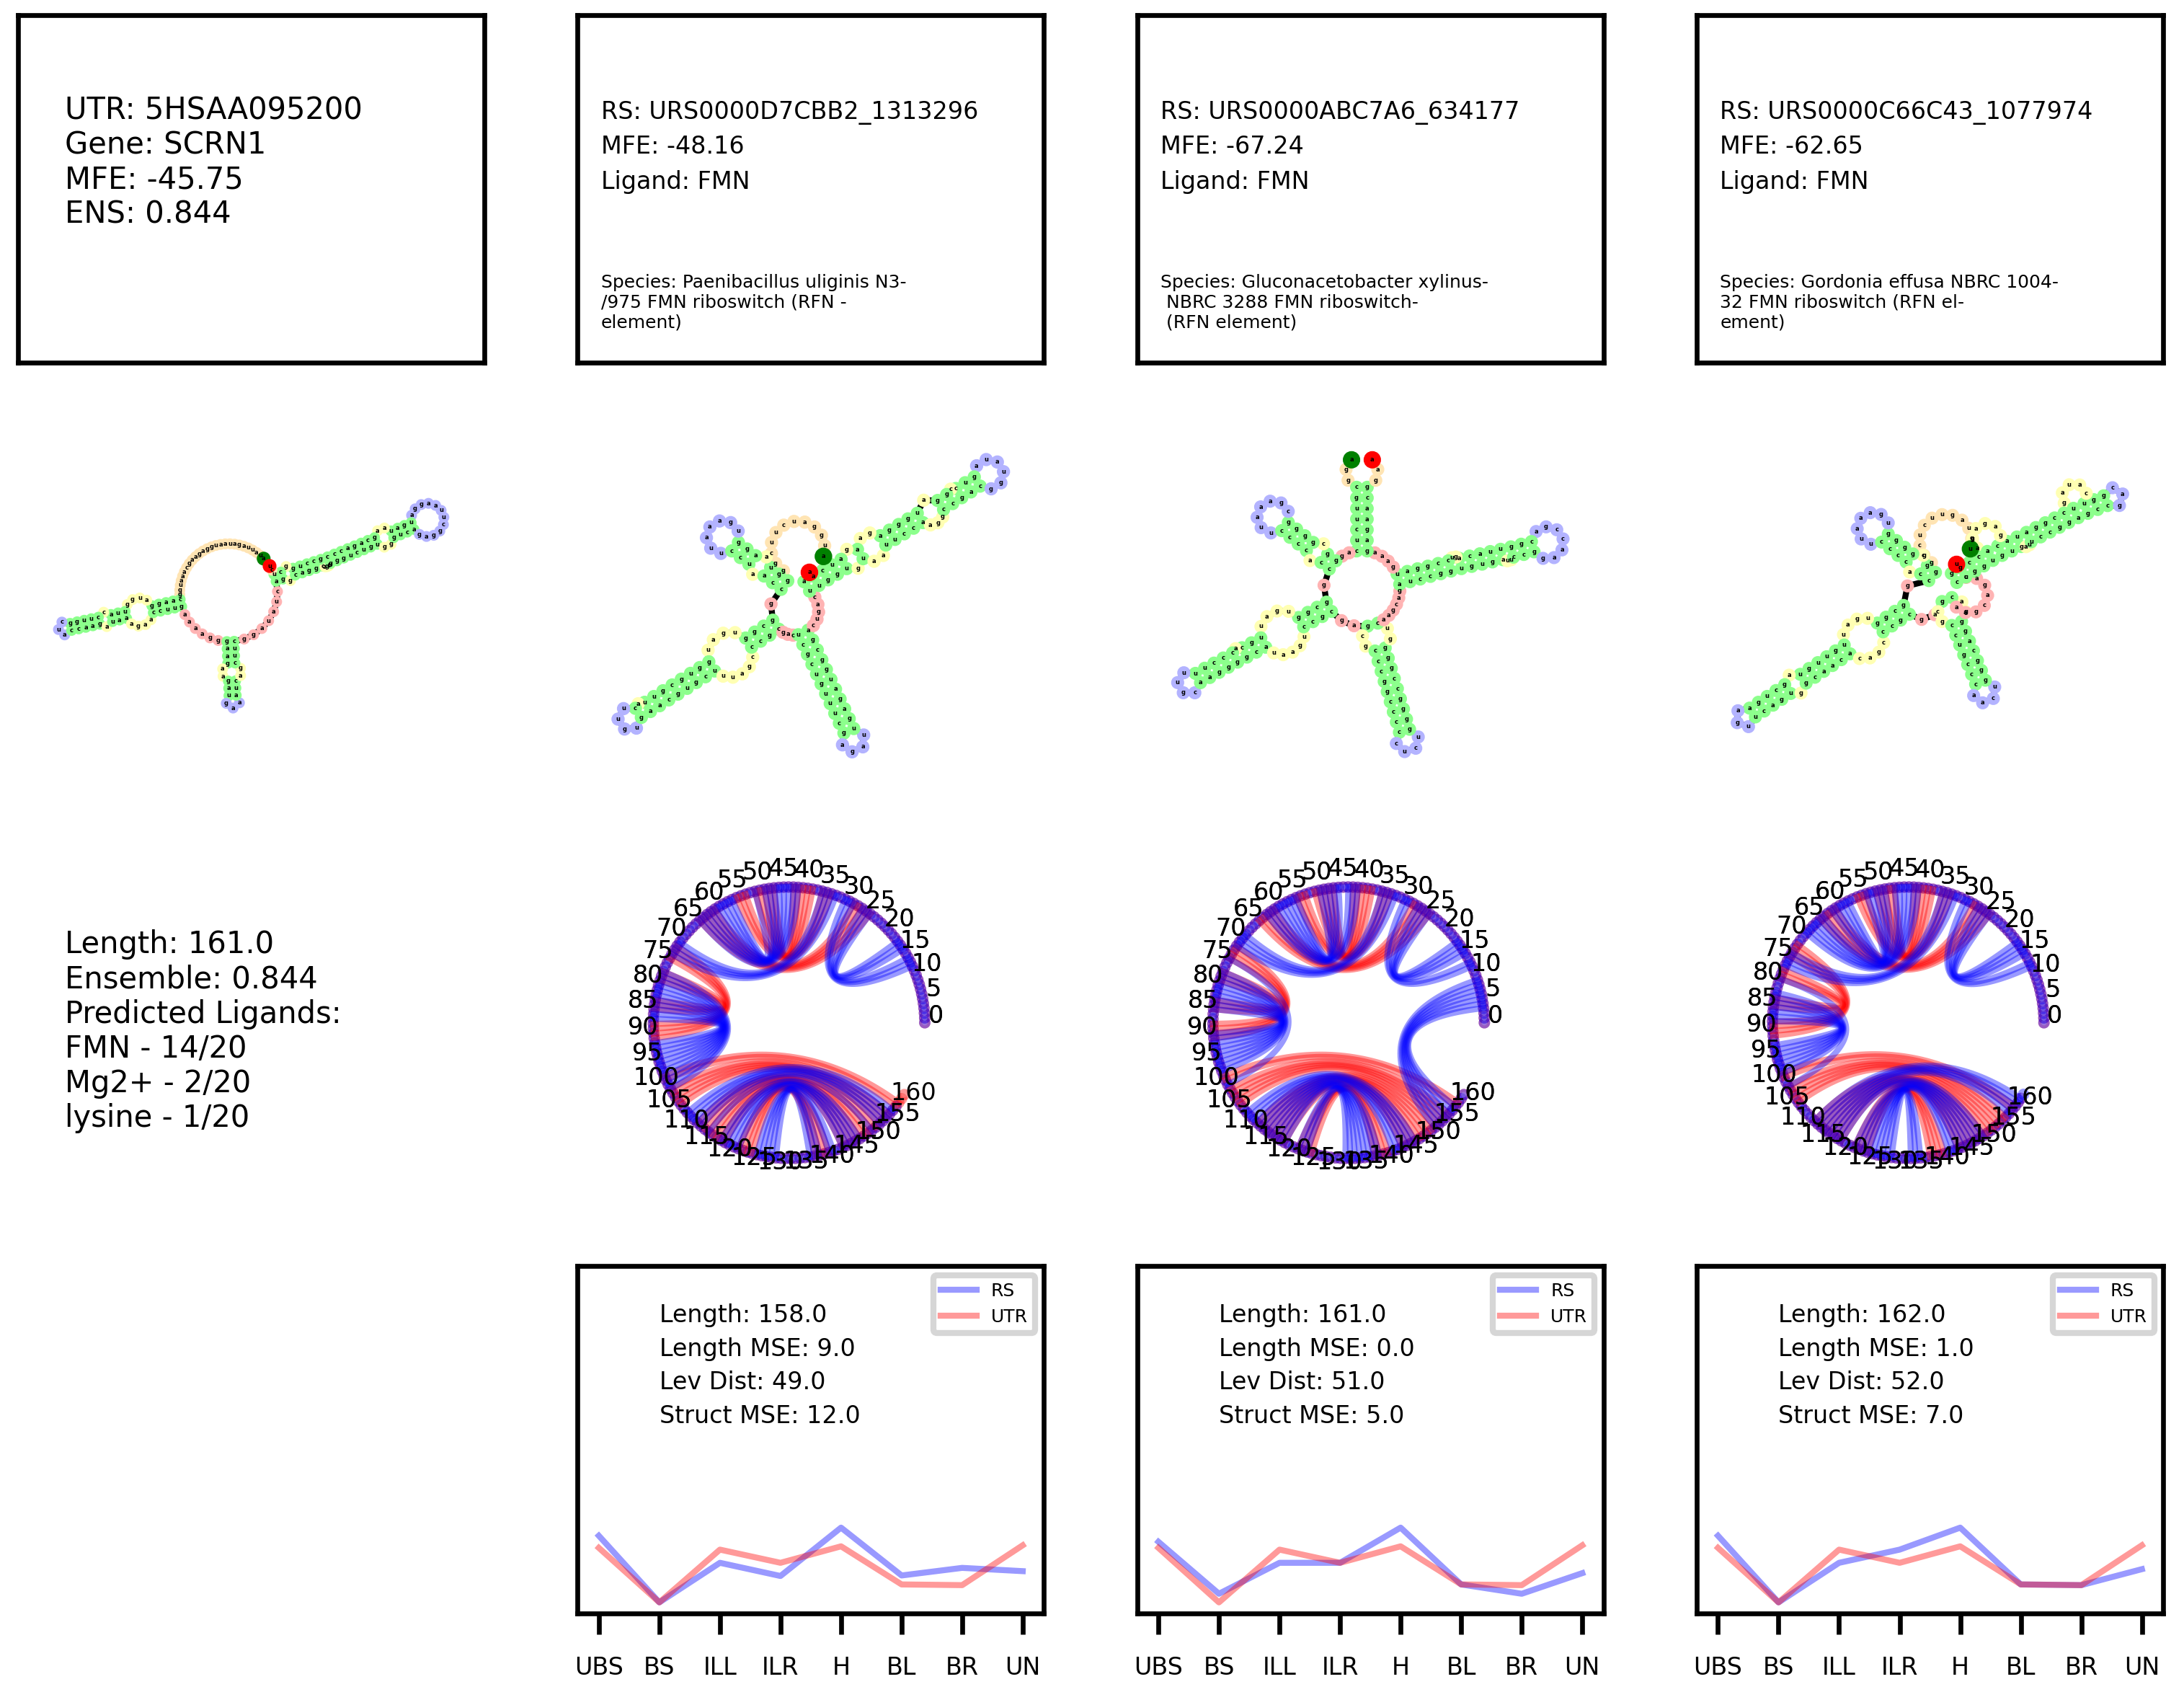 UTR: 5HSAA095200
Gene: SCRN1
MFE: -45.75
ENS: 0.844
RS: URS0000D7CBB2_1313296
MFE: -48.16
Ligand: FMN
Species: Paenibacillus uliginis N3-
/975 FMN riboswitch (RFN -
element)
RS: URS0000ABC7A6_634177
MFE: -67.24
Ligand: FMN
Species: Gluconacetobacter xylinus-
NBRC 3288 FMN riboswitch-
(RFN element)
RS: URS0000C66C43_1077974
MFE: -62.65
Ligand: FMN
Species: Gordonia effusa NBRC 1004-
32 FMN riboswitch (RFN el-
ement)
Length: 161.0
Ensemble: 0.844
Predicted Ligands:
FMN - 14/20
Mg2+ - 2/20
lysine - 1/20
0 5 10 15 20 25 30 35 40 45 50 55 60 65 70 75 80 85 90 95 100 105 110 115 120 125 130 135 140 145 150 155 160
0 5 10 15 20 25 30 35 40 45 50 55 60 65 70 75 80 85 90 95 100 105 110 115 120 125 130 135 140 145 150 155 160
0 5 10 15 20 25 30 35 40 45 50 55 60 65 70 75 80 85 90 95 100 105 110 115 120 125 130 135 140 145 150 155 160
RS
UTR
Length: 158.0
Length MSE: 9.0
Lev Dist: 49.0
Struct MSE: 12.0
UBS BS ILL ILR H BL BR UN
RS
UTR
Length: 161.0
Length MSE: 0.0
Lev Dist: 51.0
Struct MSE: 5.0
UBS BS ILL ILR H BL BR UN
RS
UTR
Length: 162.0
Length MSE: 1.0
Lev Dist: 52.0
Struct MSE: 7.0
UBS BS ILL ILR H BL BR UN